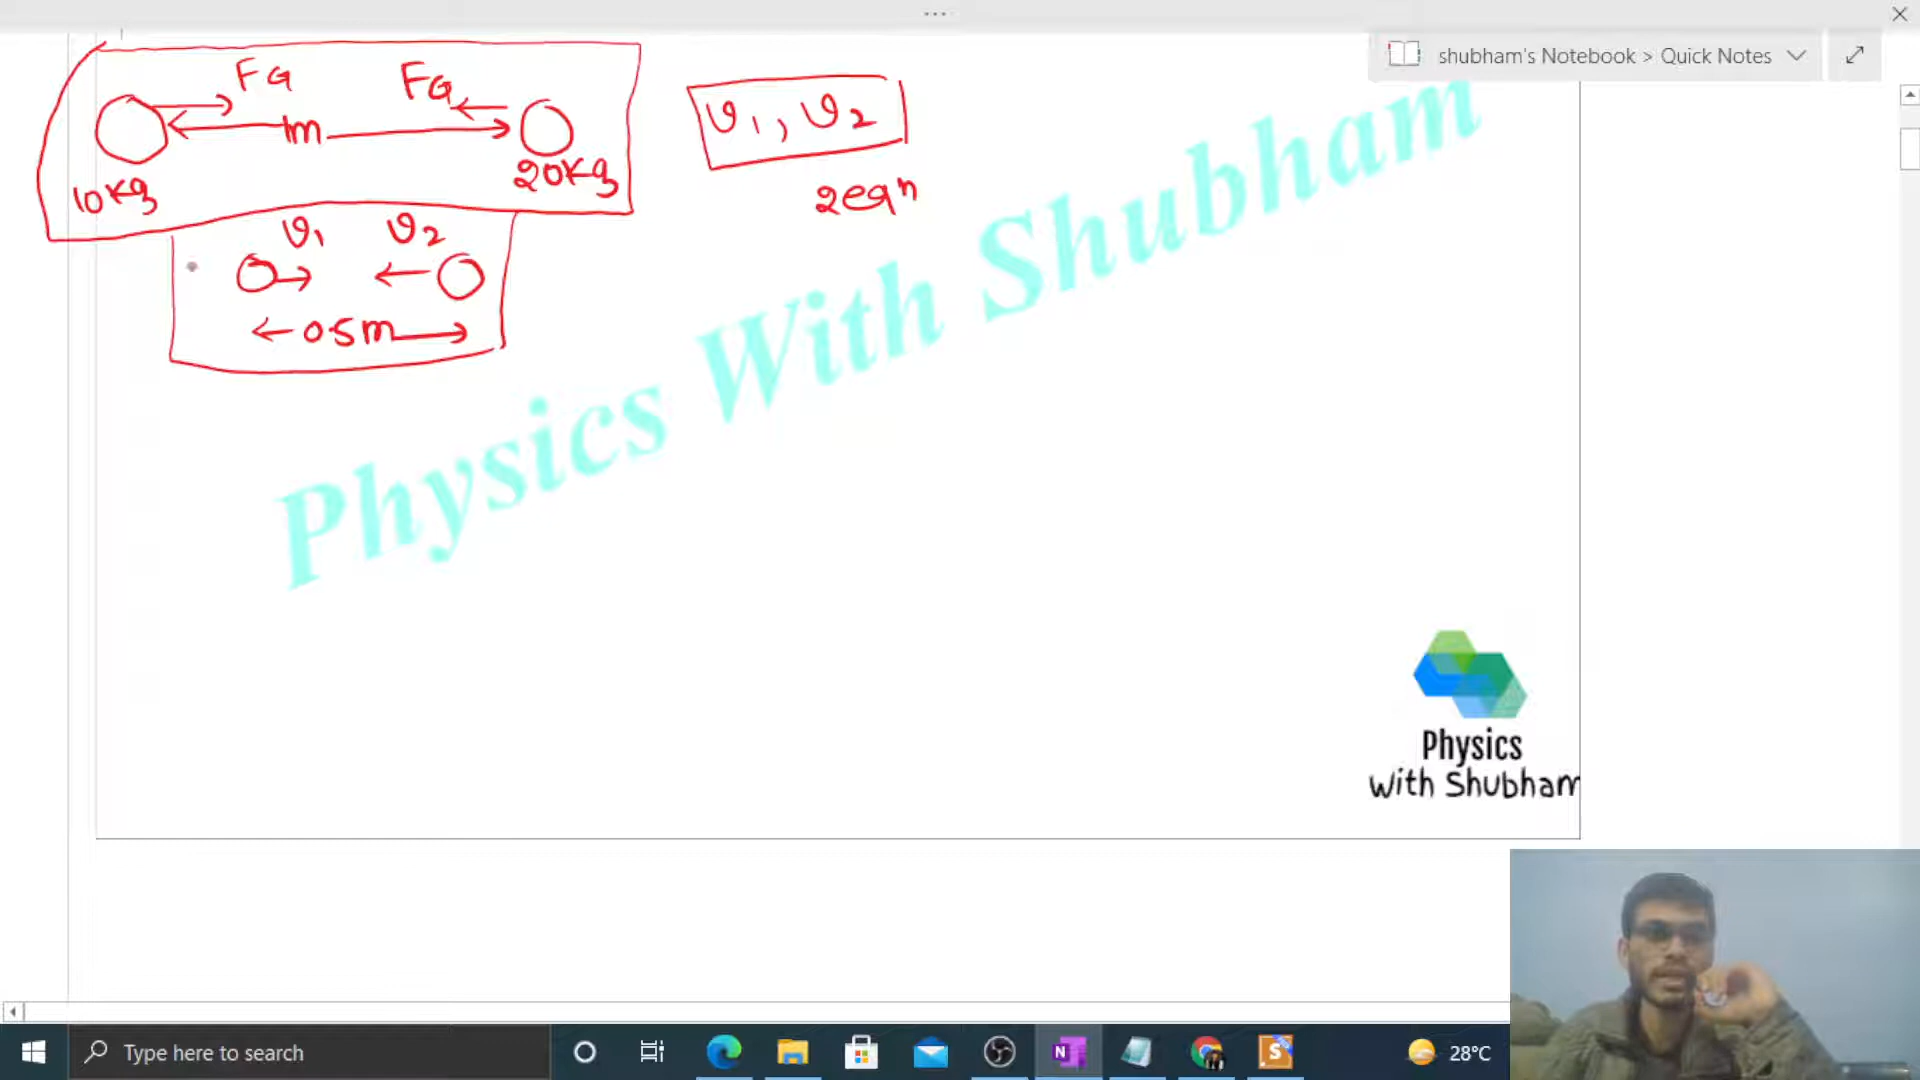 shubham's Notebook > Quick Notes
FG FG
1m
10Kg 20Kg
v1, v2
2eqn
v1 v2
0.5m
Physics With Shubham
Physics
With Shubham
Type here to search
28°C